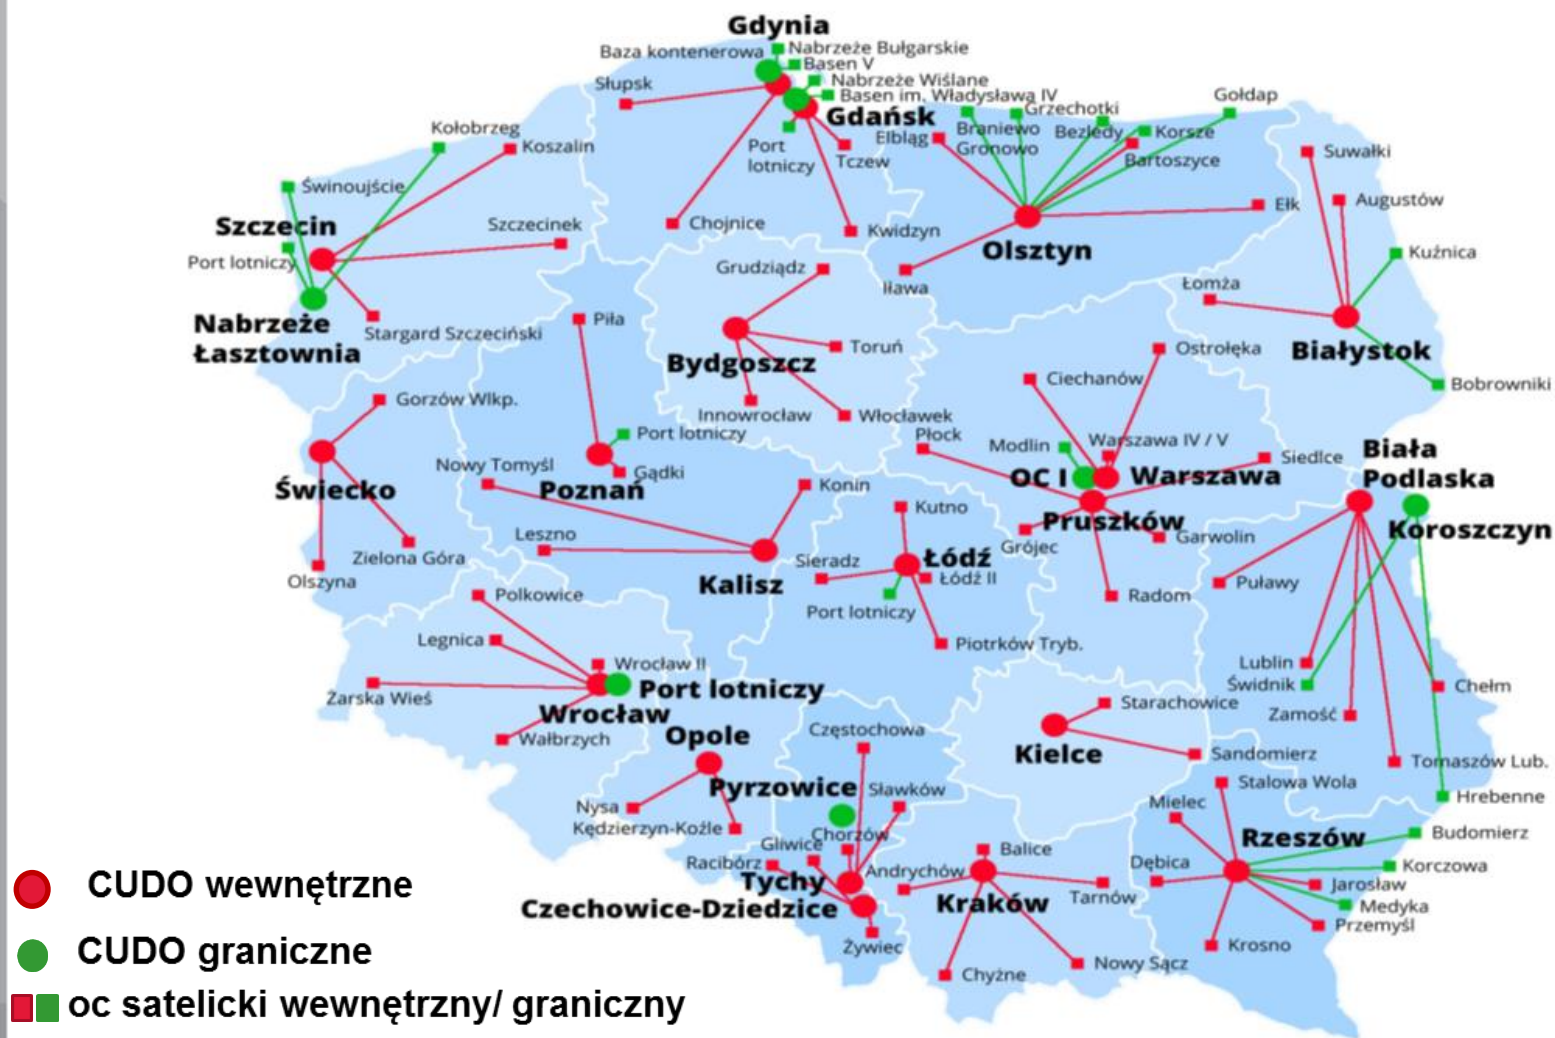 Gdynia
Baza kontenerowa
Nabrzeże Bułgarskie
Basen V
Nabrzeże Wiślane
Basen im. Władysława IV
Słupsk
Gdańsk
Port
lotniczy
Tczew
Chojnice
Kwidzyn
Kołobrzeg
Koszalin
Świnoujście
Szczecin
Szczecinek
Port lotniczy
Nabrzeże
Łasztownia
Stargard Szczeciński
Elbląg
Braniewo
Gronowo
Grzechotki
Bezledy
Korsze
Bartoszyce
Gołdap
Ełk
Olsztyn
Iława
Suwałki
Augustów
Kuźnica
Łomża
Białystok
Bobrowniki
Grudziądz
Toruń
Bydgoszcz
Innowrocław
Włocławek
Piła
Port lotniczy
Gądki
Poznań
Nowy Tomyśl
Gorzów Wlkp.
Świecko
Zielona Góra
Olszyna
Leszno
Konin
Kalisz
Ostrołęka
Ciechanów
Płock
Modlin
Warszawa IV / V
Siedlce
OC I
Warszawa
Pruszków
Grójec
Garwolin
Radom
Biała
Podlaska
Koroszczyn
Puławy
Lublin
Świdnik
Zamość
Chełm
Tomaszów Lub.
Hrebenne
Kutno
Łódź
Sieradz
Łódź II
Port lotniczy
Piotrków Tryb.
Polkowice
Legnica
Wrocław II
Port lotniczy
Żarska Wieś
Wrocław
Wałbrzych
Opole
Nysa
Kędzierzyn-Koźle
Częstochowa
Pyrzowice
Sławków
Chorzów
Gliwice
Racibórz
Tychy
Czechowice-Dziedzice
Żywiec
Starachowice
Kielce
Sandomierz
Balice
Andrychów
Kraków
Tarnów
Chyżne
Nowy Sącz
Stalowa Wola
Mielec
Rzeszów
Budomierz
Dębica
Korczowa
Jarosław
Medyka
Przemyśl
Krosno
CUDO wewnętrzne
CUDO graniczne
oc satelicki wewnętrzny/ graniczny